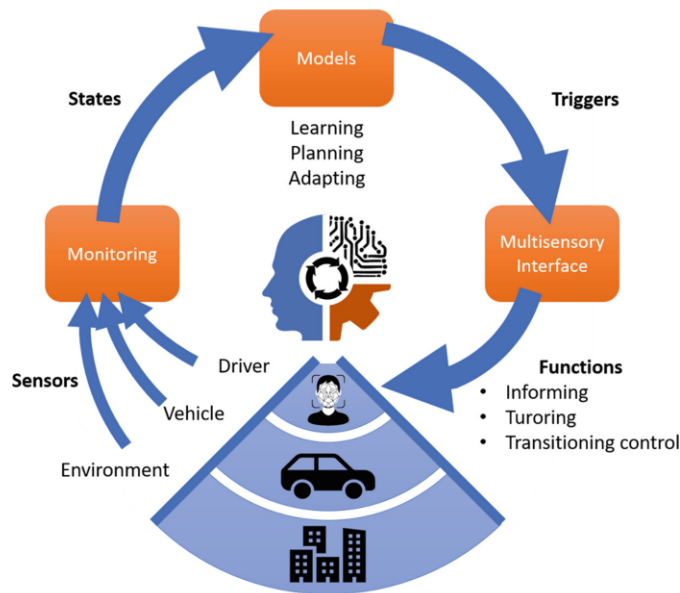 Models
States
Triggers
Learning
Planning
Adapting
Monitoring
Multisensory
Interface
Sensors
Driver
Vehicle
Environment
Functions
• Informing
• Turoring
• Transitioning control